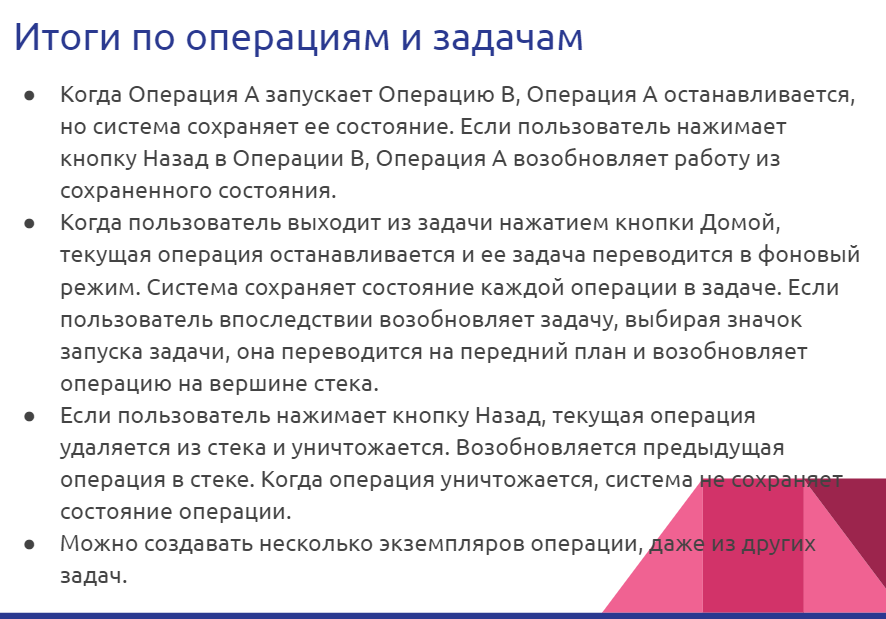 Итоги по операциям и задачам
● Когда Операция А запускает Операцию В, Операция А останавливается,
но система сохраняет ее состояние. Если пользователь нажимает
кнопку Назад в Операции В, Операция А возобновляет работу из
сохраненного состояния.
● Когда пользователь выходит из задачи нажатием кнопки Домой,
текущая операция останавливается и ее задача переводится в фоновый
режим. Система сохраняет состояние каждой операции в задаче. Если
пользователь впоследствии возобновляет задачу, выбирая значок
запуска задачи, она переводится на передний план и возобновляет
операцию на вершине стека.
● Если пользователь нажимает кнопку Назад, текущая операция
удаляется из стека и уничтожается. Возобновляется предыдущая
операция в стеке. Когда операция уничтожается, система не сохраняет
состояние операции.
● Можно создавать несколько экземпляров операции, даже из других
задач.